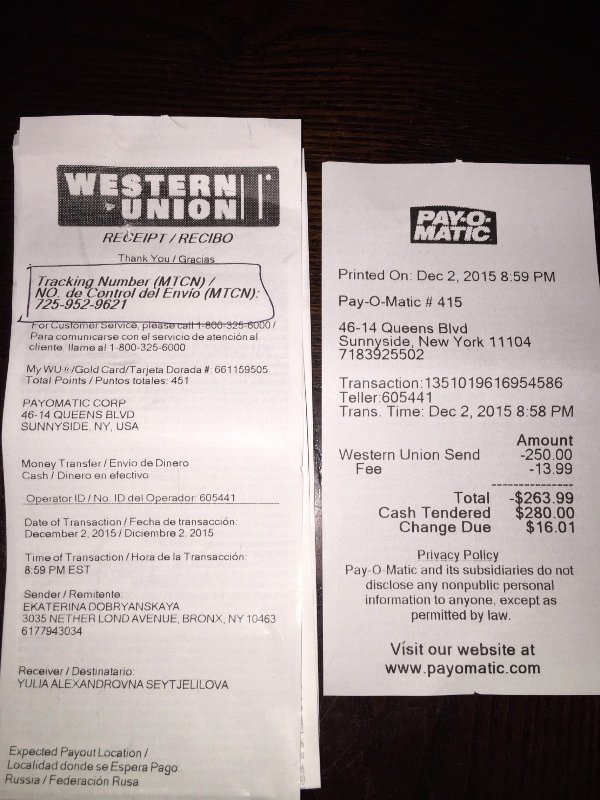 WESTERN
UNION
RECEIPT / RECIBO
Thank You / Gracias
Tracking Number (MTCN) /
NO. de Control del Envío (MTCN):
725-952-9621
For Customer Service, please call 1-800-325-6000 /
Para comunicarse con el servicio de atención al
cliente. llame al 1-800-325-6000
My WU®/Gold Card/Tarjeta Dorada #: 661159505
Total Points / Puntos totales: 451
PAYOMATIC CORP
46-14 QUEENS BLVD
SUNNYSIDE, NY, USA
Money Transfer / Envio de Dinero
Cash / Dinero en efectivo
Operator ID / No. ID del Operador: 605441
Date of Transaction / Fecha de transacción:
December 2, 2015 / Diciembre 2, 2015
Time of Transaction / Hora de la Transacción:
8:59 PM EST
Sender / Remitente:
EKATERINA DOBRYANSKAYA
3035 NETHER LOND AVENUE, BRONX, NY 10463
6177943034
Receiver / Destinatario:
YULIA ALEXANDROVNA SEYTJELILOVA
Expected Payout Location /
Localidad donde se Espera Pago:
Russia / Federación Rusa
PAY-O-
MATIC
Printed On: Dec 2, 2015 8:59 PM
Pay-O-Matic # 415
46-14 Queens Blvd
Sunnyside, New York 11104
7183925502
Transaction:1351019616954586
Teller:605441
Trans. Time: Dec 2, 2015 8:58 PM
Amount
Western Union Send -250.00
Fee -13.99
Total -$263.99
Cash Tendered $280.00
Change Due $16.01
Privacy Policy
Pay-O-Matic and its subsidiaries do not
disclose any nonpublic personal
information to anyone, except as
permitted by law.
Visit our website at
www.payomatic.com